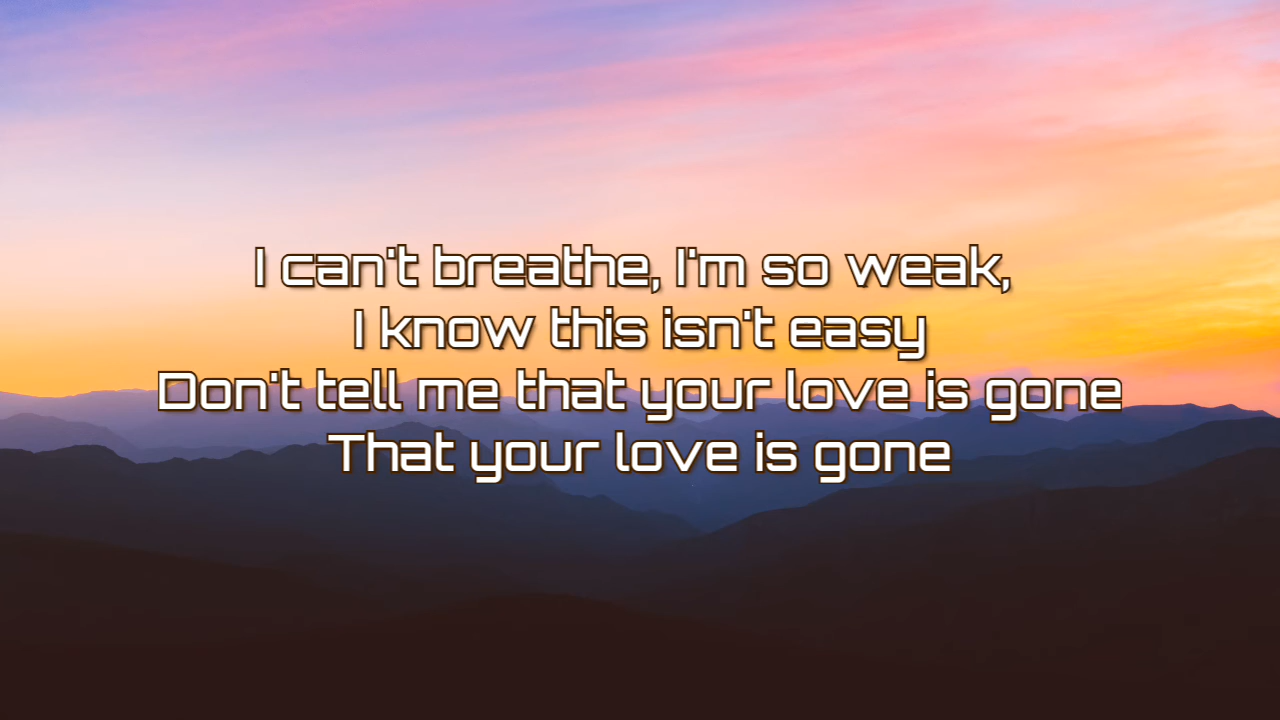 I can't breathe, I'm so weak,
I know this isn't easy
Don't tell me that your love is gone
That your love is gone